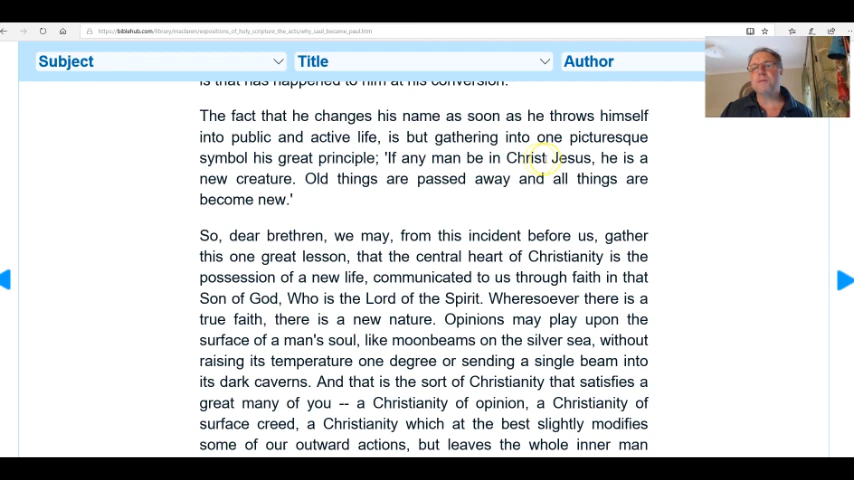 https://biblehub.com/library/maclaren/expositions_of_holy_scripture_the_acts/why_saul_became_paul.htm
Subject
Title
Author
is that has happened to him at his conversion.
The fact that he changes his name as soon as he throws himself
into public and active life, is but gathering into one picturesque
symbol his great principle; 'If any man be in Christ Jesus, he is a
new creature. Old things are passed away and all things are
become new.'
So, dear brethren, we may, from this incident before us, gather
this one great lesson, that the central heart of Christianity is the
possession of a new life, communicated to us through faith in that
Son of God, Who is the Lord of the Spirit. Wheresoever there is a
true faith, there is a new nature. Opinions may play upon the
surface of a man's soul, like moonbeams on the silver sea, without
raising its temperature one degree or sending a single beam into
its dark caverns. And that is the sort of Christianity that satisfies a
great many of you -- a Christianity of opinion, a Christianity of
surface creed, a Christianity which at the best slightly modifies
some of our outward actions, but leaves the whole inner man